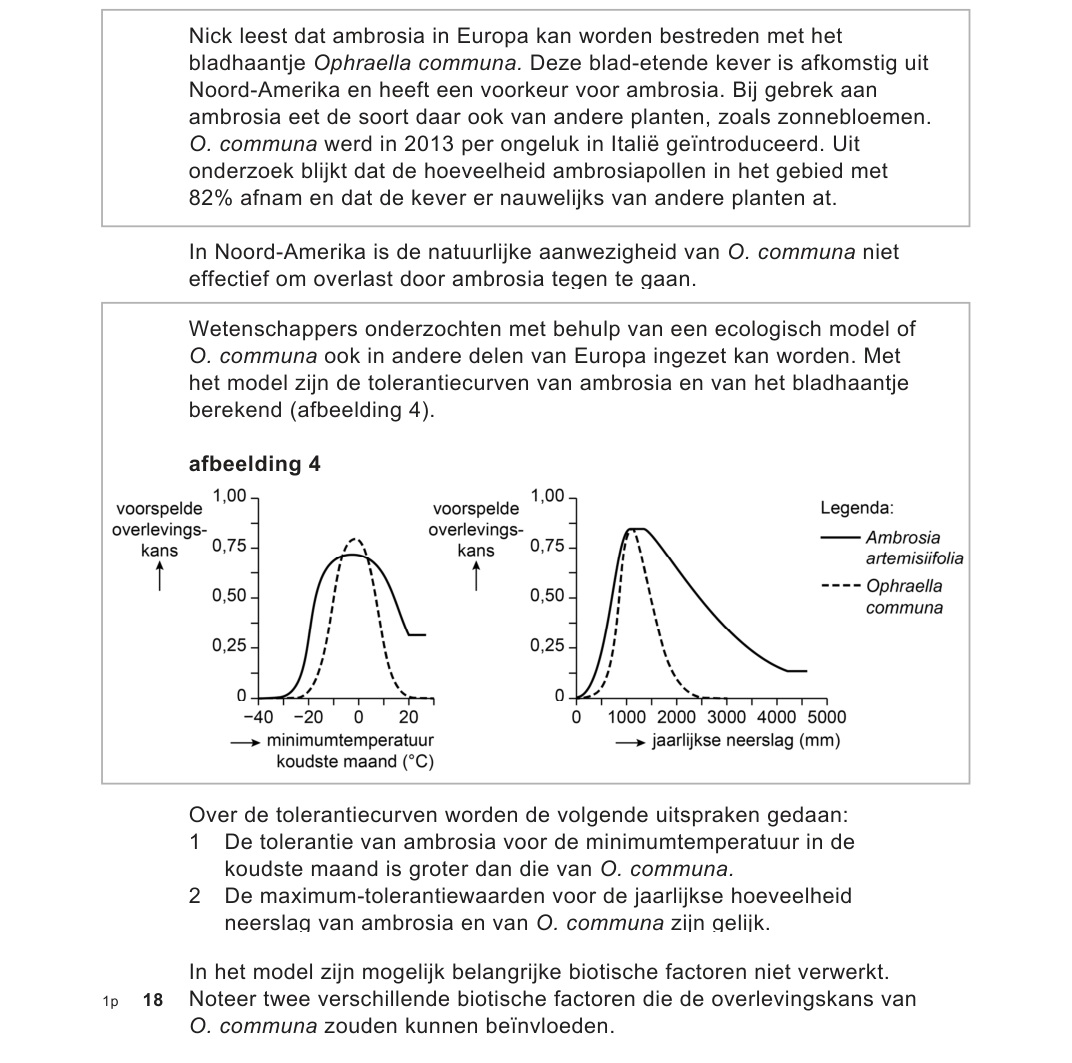 Nick leest dat ambrosia in Europa kan worden bestreden met het
bladhaantje Ophraella communa. Deze blad-etende kever is afkomstig uit
Noord-Amerika en heeft een voorkeur voor ambrosia. Bij gebrek aan
ambrosia eet de soort daar ook van andere planten, zoals zonnebloemen.
O. communa werd in 2013 per ongeluk in Italië geïntroduceerd. Uit
onderzoek blijkt dat de hoeveelheid ambrosiapollen in het gebied met
82% afnam en dat de kever er nauwelijks van andere planten at.
In Noord-Amerika is de natuurlijke aanwezigheid van O. communa niet
effectief om overlast door ambrosia tegen te gaan.
Wetenschappers onderzochten met behulp van een ecologisch model of
O. communa ook in andere delen van Europa ingezet kan worden. Met
het model zijn de tolerantiecurven van ambrosia en van het bladhaantje
berekend (afbeelding 4).
afbeelding 4
voorspelde
overlevings-
kans
1,00
0,75
0,50
0,25
0
−40 −20 0 20
minimumtemperatuur
koudste maand (°C)
voorspelde
overlevings-
kans
1,00
0,75
0,50
0,25
0
0 1000 2000 3000 4000 5000
jaarlijkse neerslag (mm)
Legenda:
Ambrosia
artemisiifolia
Ophraella
communa
Over de tolerantiecurven worden de volgende uitspraken gedaan:
1 De tolerantie van ambrosia voor de minimumtemperatuur in de
koudste maand is groter dan die van O. communa.
2 De maximum-tolerantiewaarden voor de jaarlijkse hoeveelheid
neerslag van ambrosia en van O. communa zijn gelijk.
In het model zijn mogelijk belangrijke biotische factoren niet verwerkt.
1p 18 Noteer twee verschillende biotische factoren die de overlevingskans van
O. communa zouden kunnen beïnvloeden.